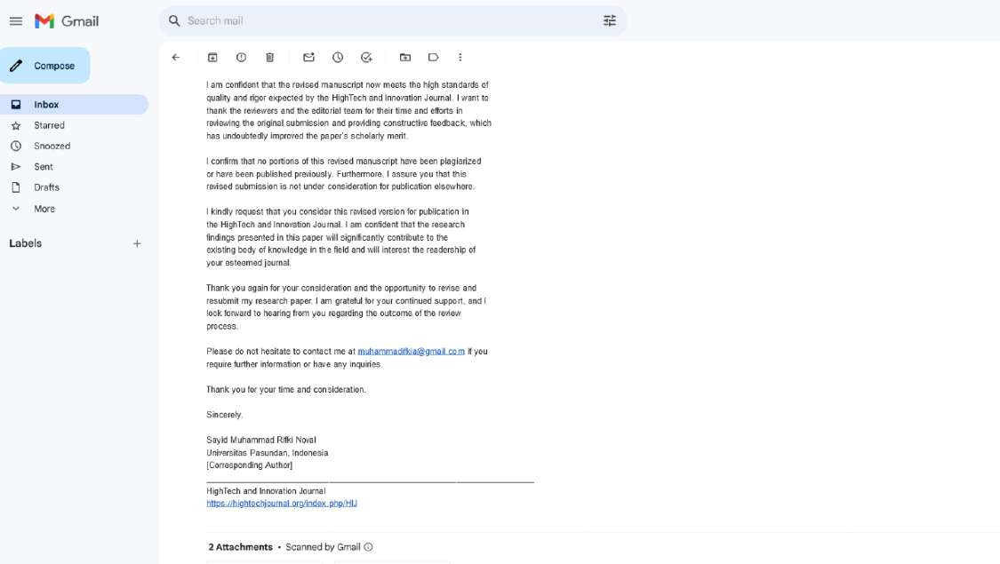 Gmail
Search mail
Compose
Inbox
Starred
Snoozed
Sent
Drafts
More
Labels
I am confident that the revised manuscript now meets the high standards of
quality and rigor expected by the HighTech and Innovation Journal. I want to
thank the reviewers and the editorial team for their time and efforts in
reviewing the original submission and providing constructive feedback, which
has undoubtedly improved the paper's scholarly merit.
I confirm that no portions of this revised manuscript have been plagiarized
or have been published previously. Furthermore, I assure you that this
revised submission is not under consideration for publication elsewhere.
I kindly request that you consider this revised version for publication in
the HighTech and Innovation Journal. I am confident that the research
findings presented in this paper will significantly contribute to the
existing body of knowledge in the field and will interest the readership of
your esteemed journal.
Thank you again for your consideration and the opportunity to revise and
resubmit my research paper. I am grateful for your continued support, and I
look forward to hearing from you regarding the outcome of the review
process.
Please do not hesitate to contact me at muhammadifkia@gmail.com if you
require further information or have any inquiries.
Thank you for your time and consideration.
Sincerely,
Sayid Muhammad Rifki Noval
Universitas Pasundan, Indonesia
[Corresponding Author]
HighTech and Innovation Journal
https://hightechjournal.org/index.php/HIJ
2 Attachments • Scanned by Gmail